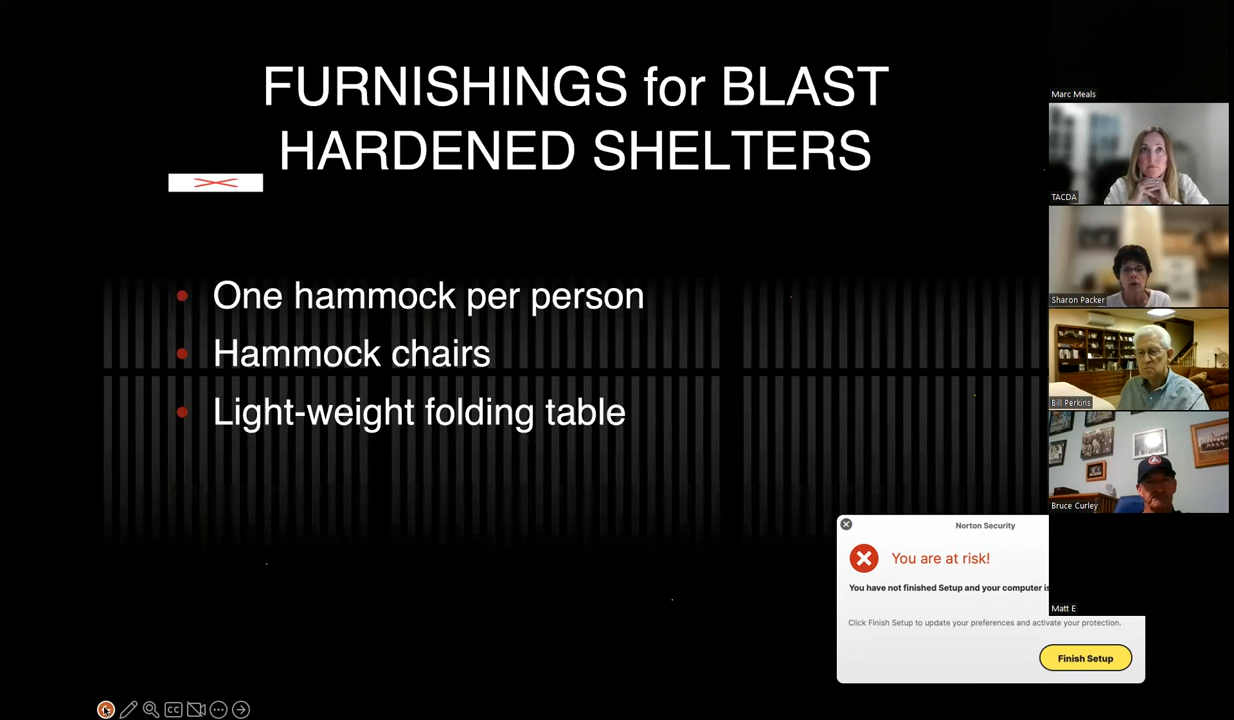 FURNISHINGS for BLAST
HARDENED SHELTERS
One hammock per person
Hammock chairs
Light-weight folding table
Marc Meals
TACDA
Sharon Packer
Bill Perkins
Bruce Curley
Matt E
Norton Security
You are at risk!
You have not finished Setup and your computer is
Click Finish Setup to update your preferences and activate your protection.
Finish Setup
CC